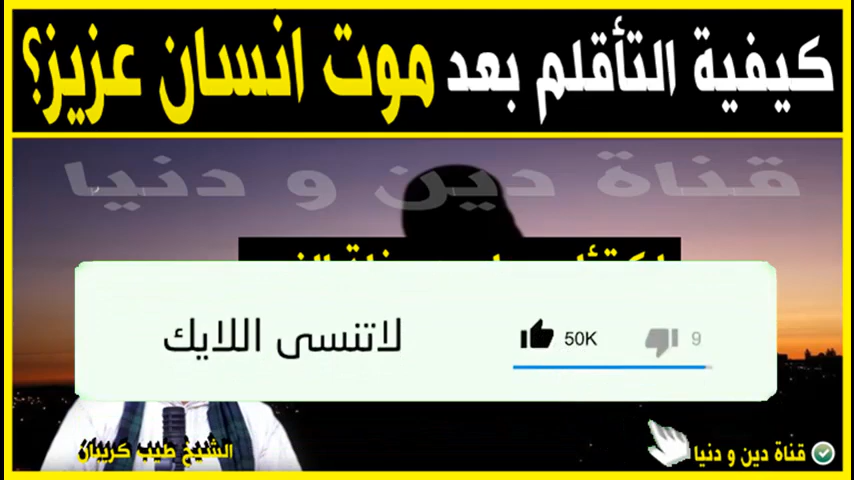 كيفية التأقلم بعد موت انسان عزيز؟
قناة دين و دنيا
لاتنسى اللايك
50K
9
الشيخ طيب كريبان
قناة دين و دنيا